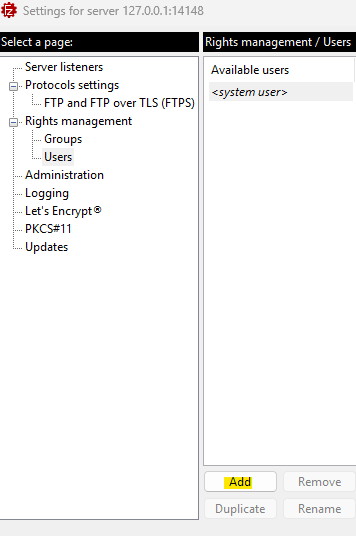 Settings for server 127.0.0.1:14148
Select a page:
Server listeners
Protocols settings
FTP and FTP over TLS (FTPS)
Rights management
Groups
Users
Administration
Logging
Let's Encrypt®
PKCS#11
Updates
Rights management / Users
Available users
<system user>
Add
Remove
Duplicate
Rename